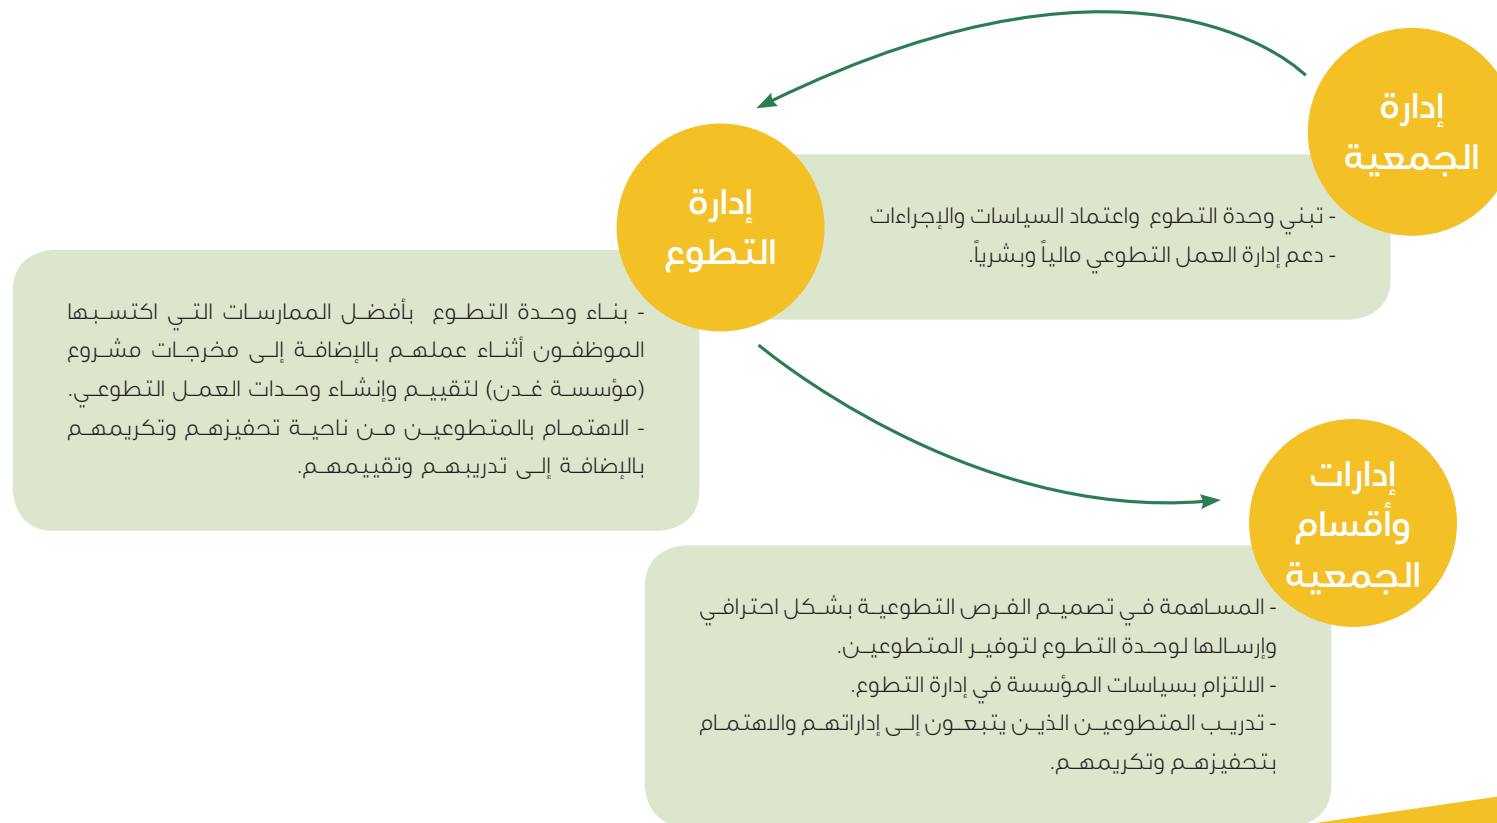 إدارة
الجمعية
- تبني وحدة التطوع واعتماد السياسات والإجراءات
- دعم إدارة العمل التطوعي مالياً وبشرياً.
إدارة
التطوع
- بناء وحدة التطوع بأفضل الممارسات التي اكتسبها
الموظفون أثناء عملهم بالإضافة إلى مخرجات مشروع
(مؤسسة غدن) لتقييم وإنشاء وحدات العمل التطوعي.
- الاهتمام بالمتطوعين من ناحية تحفيزهم وتكريمهم
بالإضافة إلى تدريبهم وتقييمهم.
إدارات
وأقسام
الجمعية
- المساهمة في تصميم الفرص التطوعية بشكل احترافي
وإرسالها لوحدة التطوع لتوفير المتطوعين.
- الالتزام بسياسات المؤسسة في إدارة التطوع.
- تدريب المتطوعين الذين يتبعون إلى إداراتهم والاهتمام
بتحفيزهم وتكريمهم.